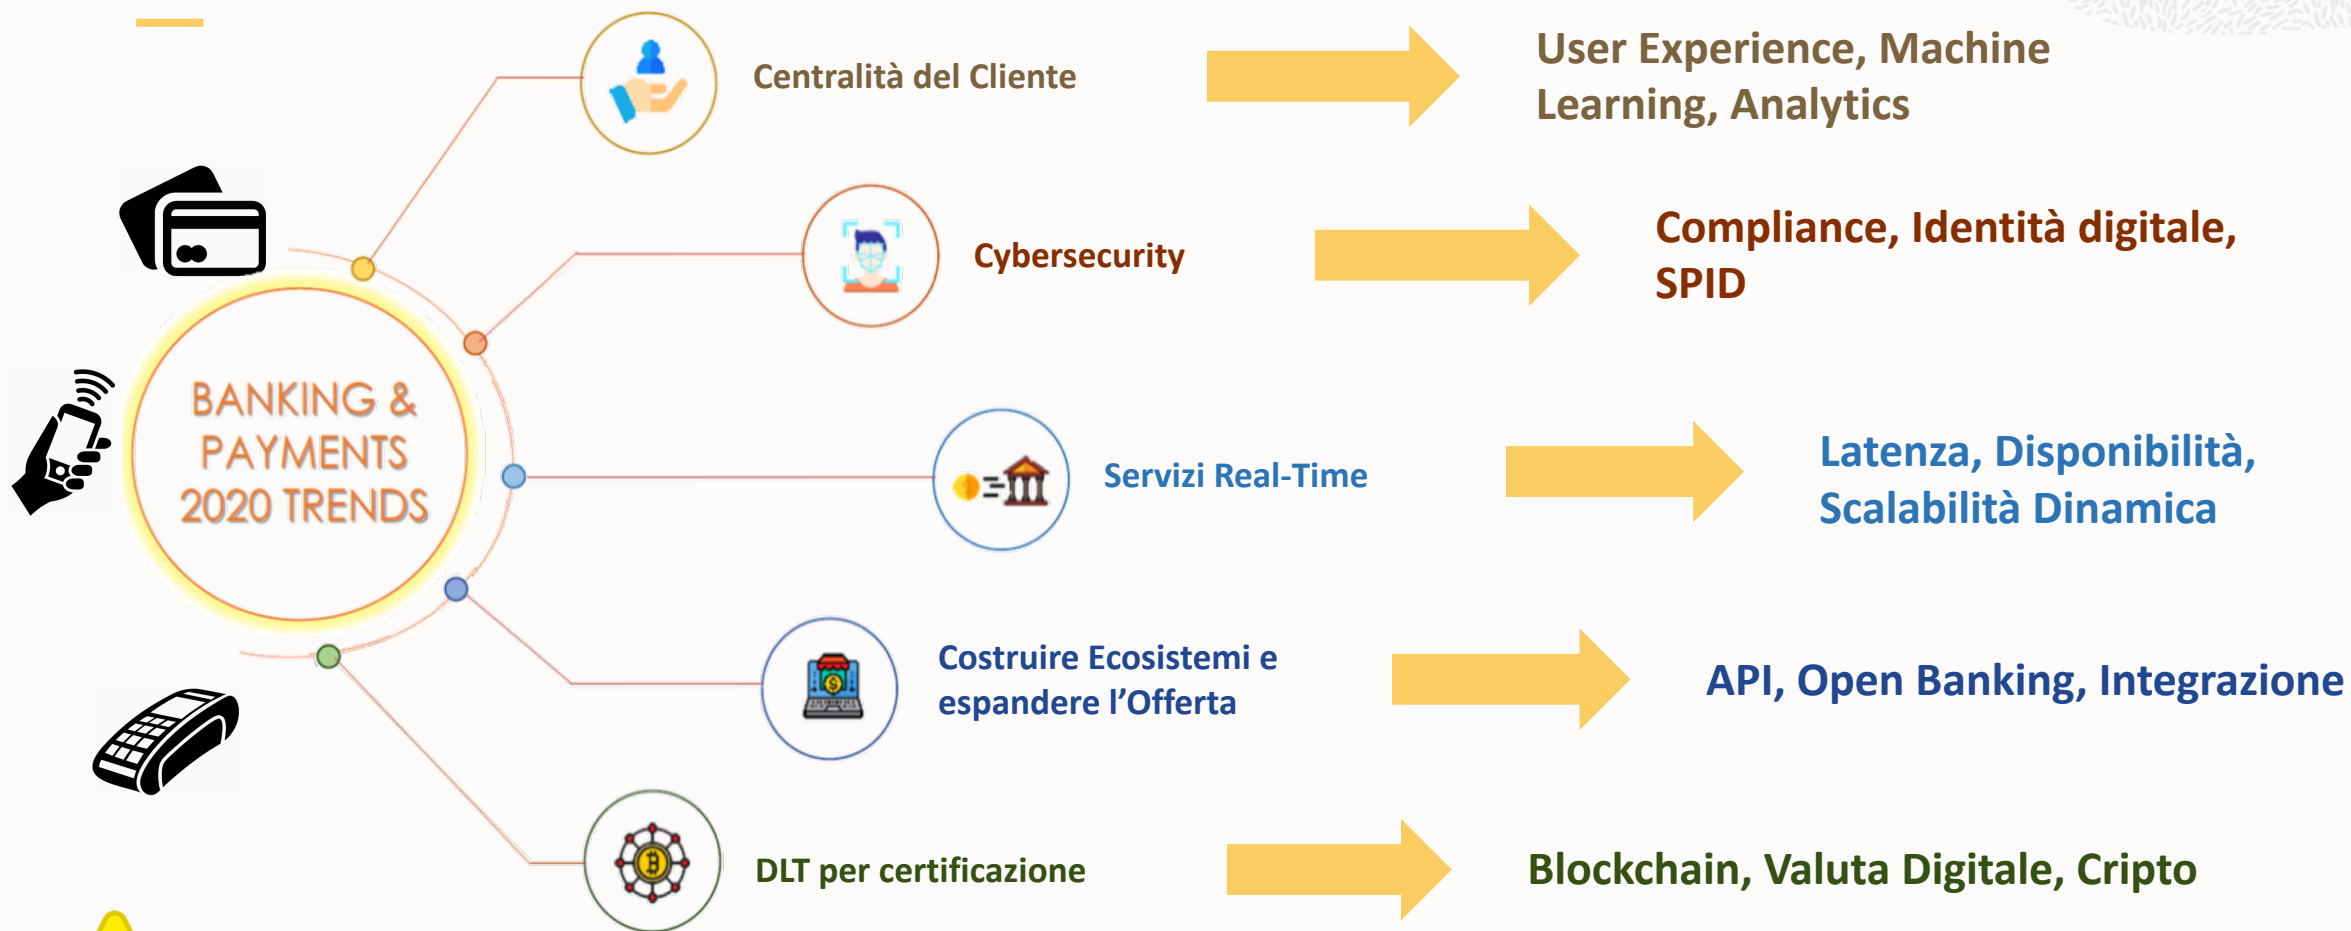 Centralità del Cliente
User Experience, Machine
Learning, Analytics
Cybersecurity
Compliance, Identità digitale,
SPID
BANKING &
PAYMENTS
2020 TRENDS
Servizi Real-Time
Latenza, Disponibilità,
Scalabilità Dinamica
Costruire Ecosistemi e
espandere l’Offerta
API, Open Banking, Integrazione
DLT per certificazione
Blockchain, Valuta Digitale, Cripto